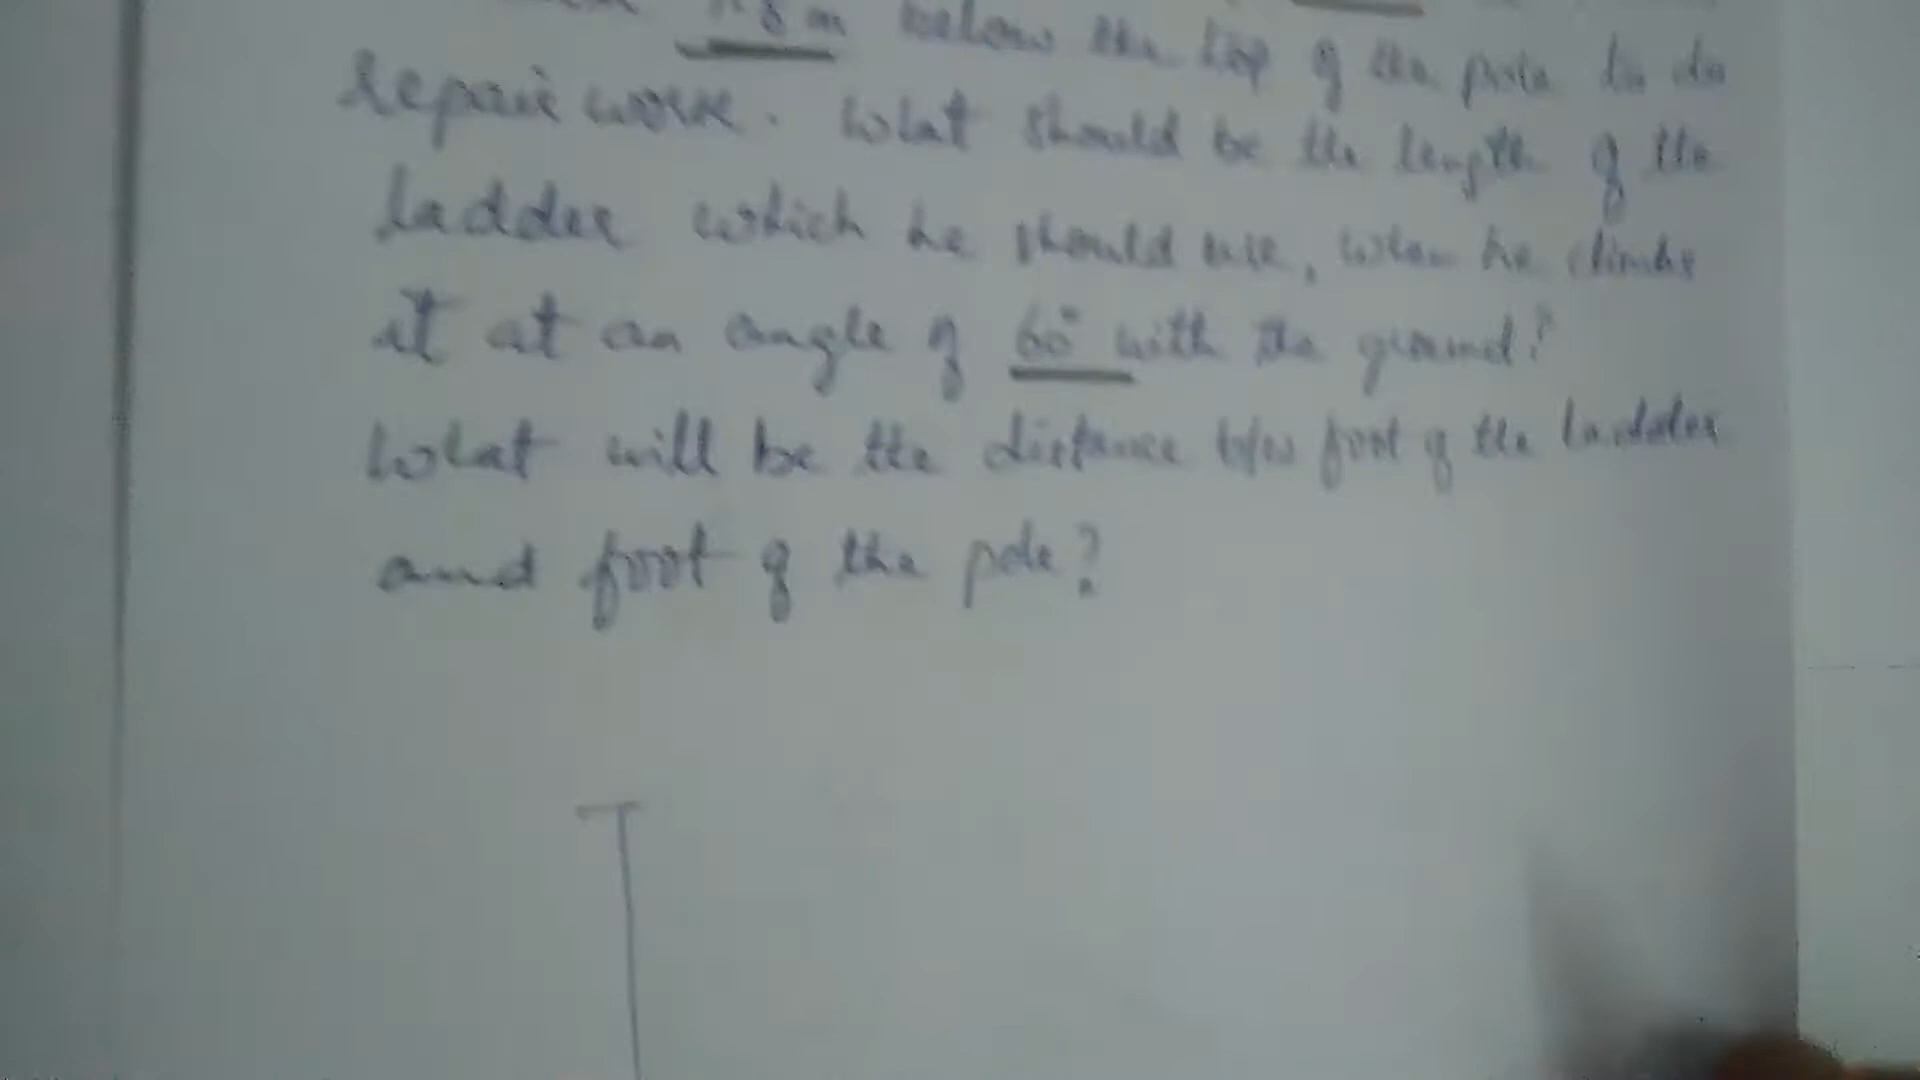 8 m below the top of the pole to do
repair work. What should be the length of the
ladder which he should use, when he climbs
it at an angle of 60° with the ground?
What will be the distance b/w foot of the ladder
and foot of the pole?